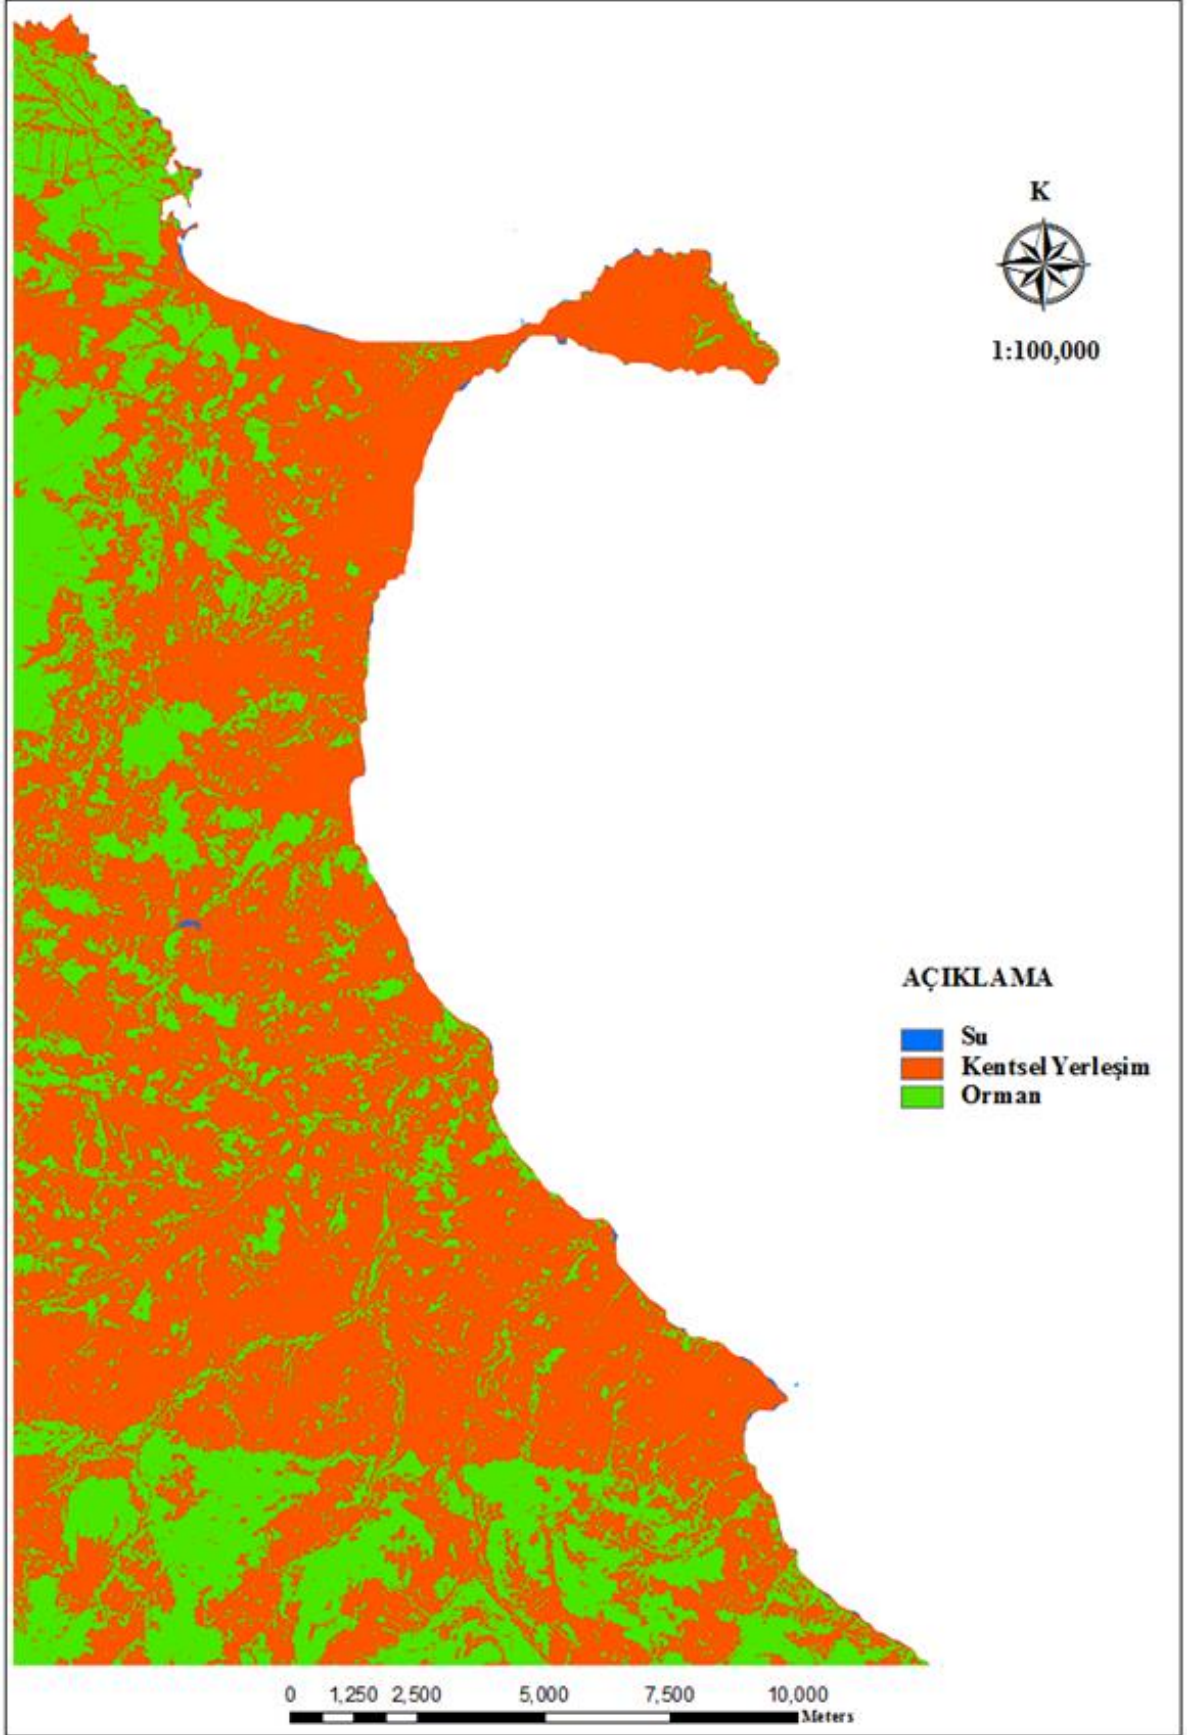 K
1:100,000
AÇIKLAMA
Su
Kentsel Yerleşim
Orman
0 1,250 2,500 5,000 7,500 10,000
Meters